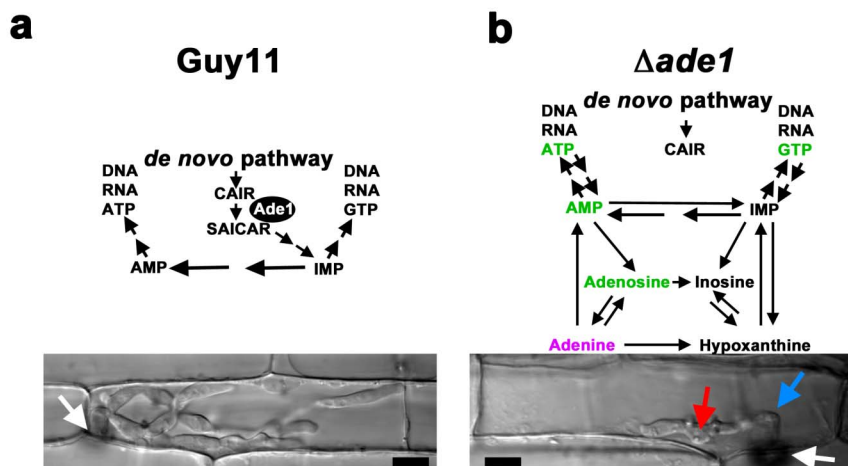 a
Guy11
de novo pathway
DNA
RNA
ATP
CAIR
Ade1
SAICAR
DNA
RNA
GTP
AMP
IMP
b
Δade1
de novo pathway
DNA
RNA
ATP
CAIR
DNA
RNA
GTP
AMP
IMP
Adenosine
Inosine
Adenine
Hypoxanthine